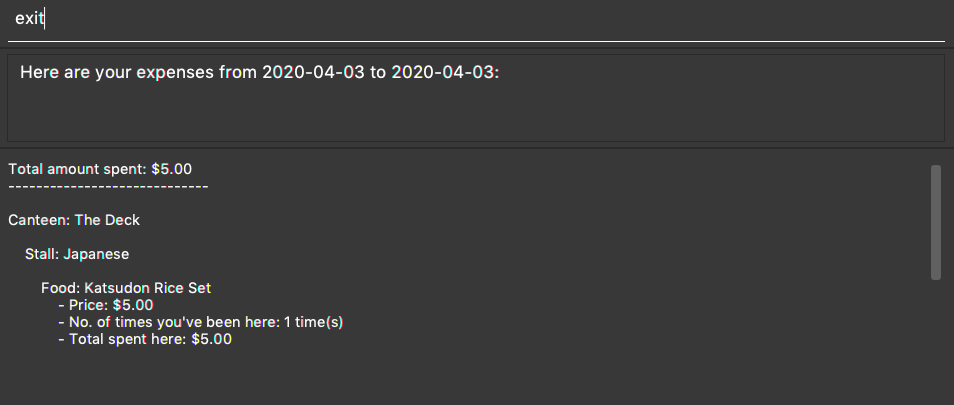 exit
Here are your expenses from 2020-04-03 to 2020-04-03:
Total amount spent: $5.00
-----------------------------
Canteen: The Deck
Stall: Japanese
Food: Katsudon Rice Set
- Price: $5.00
- No. of times you've been here: 1 time(s)
- Total spent here: $5.00